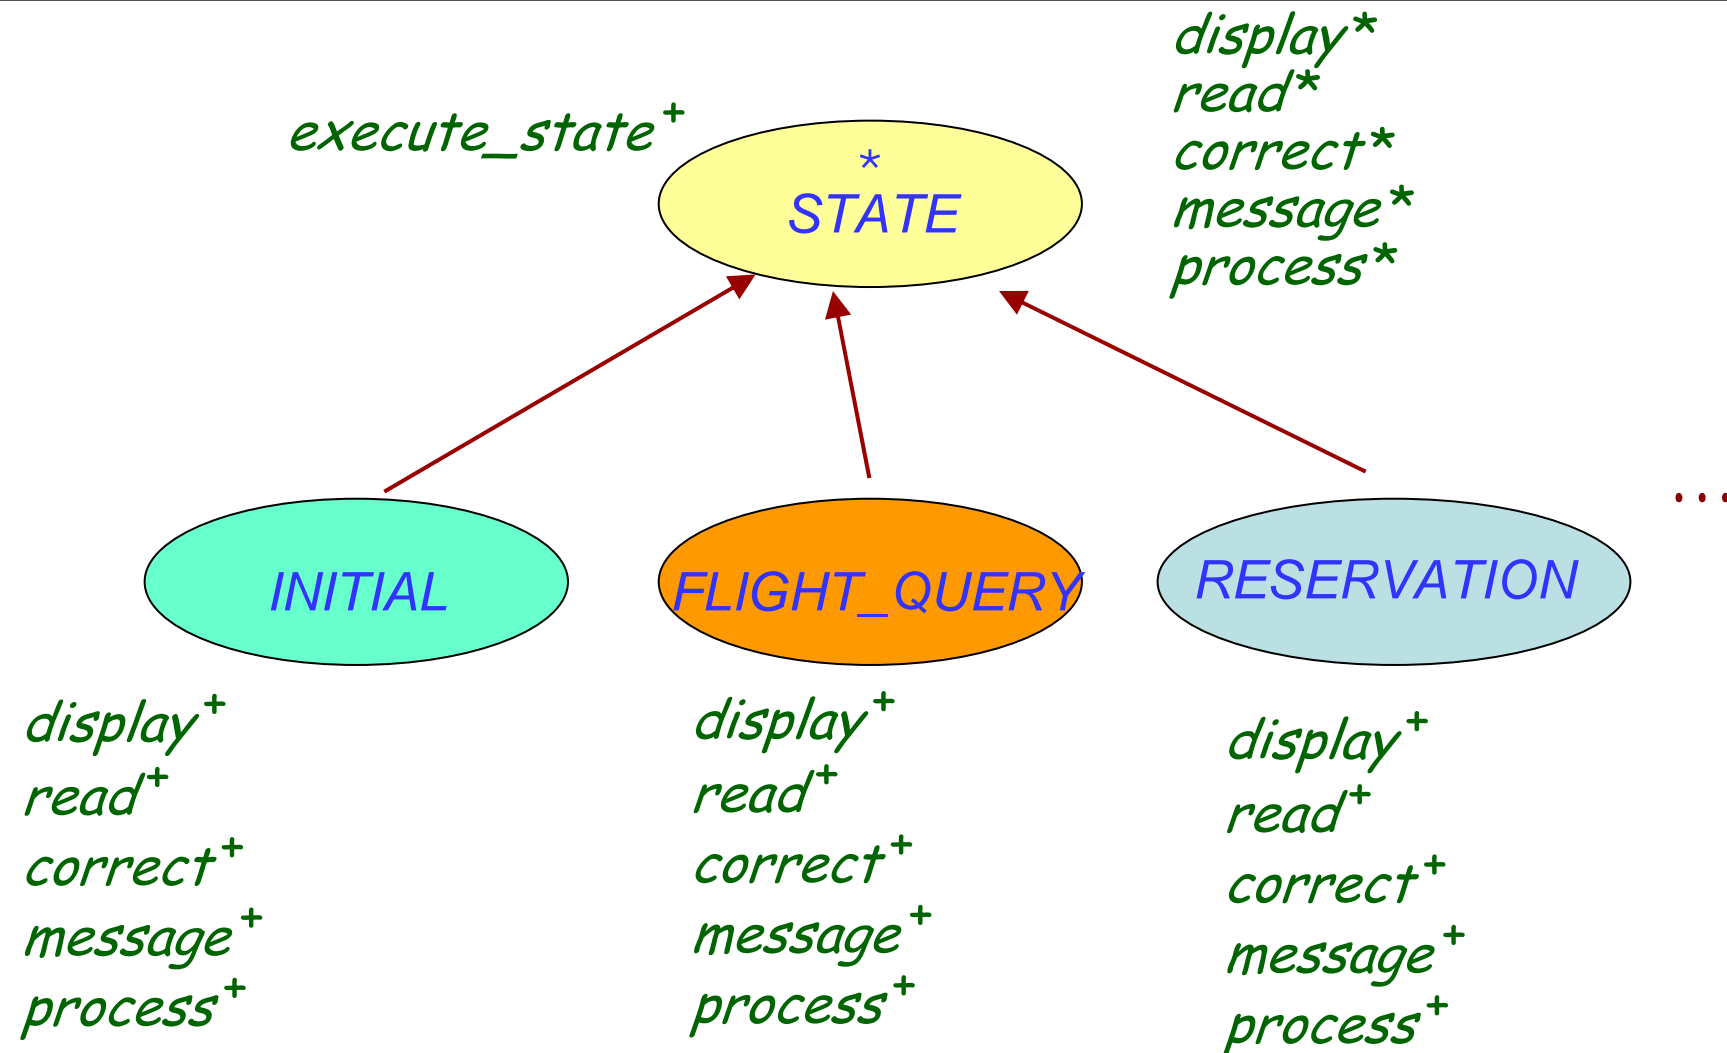 display*
read*
correct*
message*
process*
execute_state+
*
STATE
...
INITIAL
FLIGHT_QUERY
RESERVATION
display+
read+
correct+
message+
process+
display+
read+
correct+
message+
process+
display+
read+
correct+
message+
process+